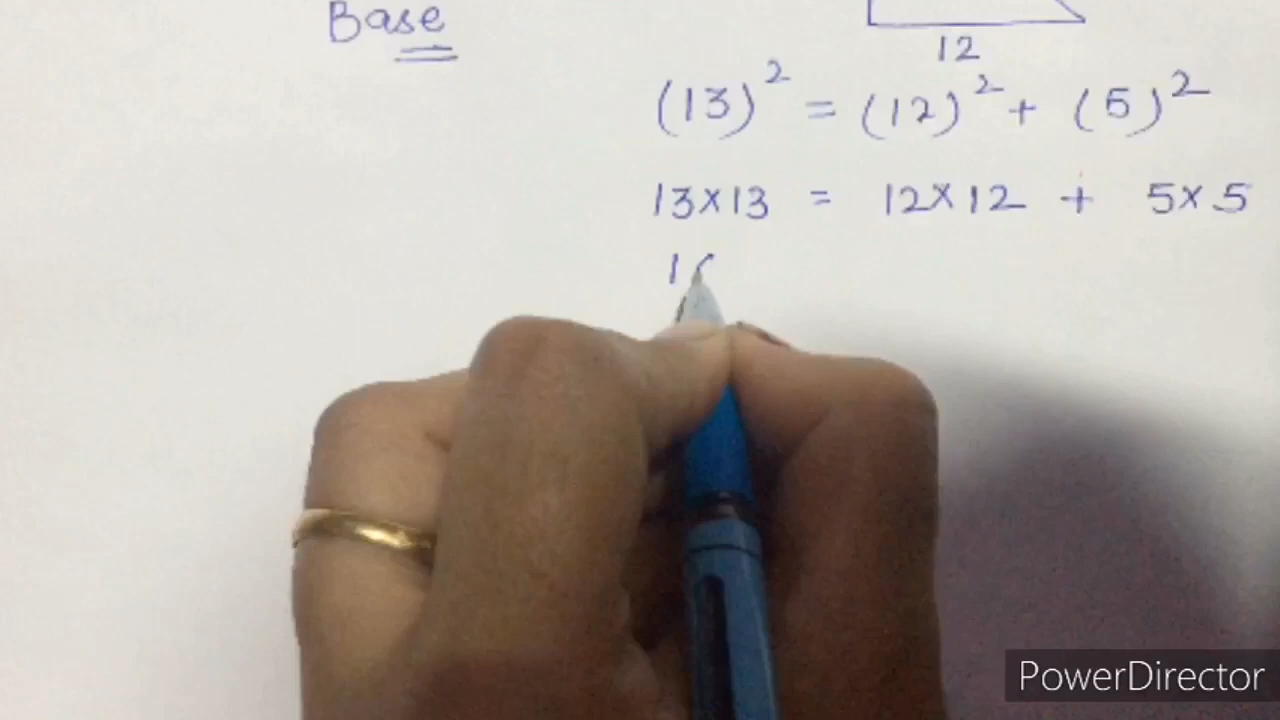 Base
12
(13)² = (12)² + (5)²
13×13 = 12×12 + 5×5
PowerDirector